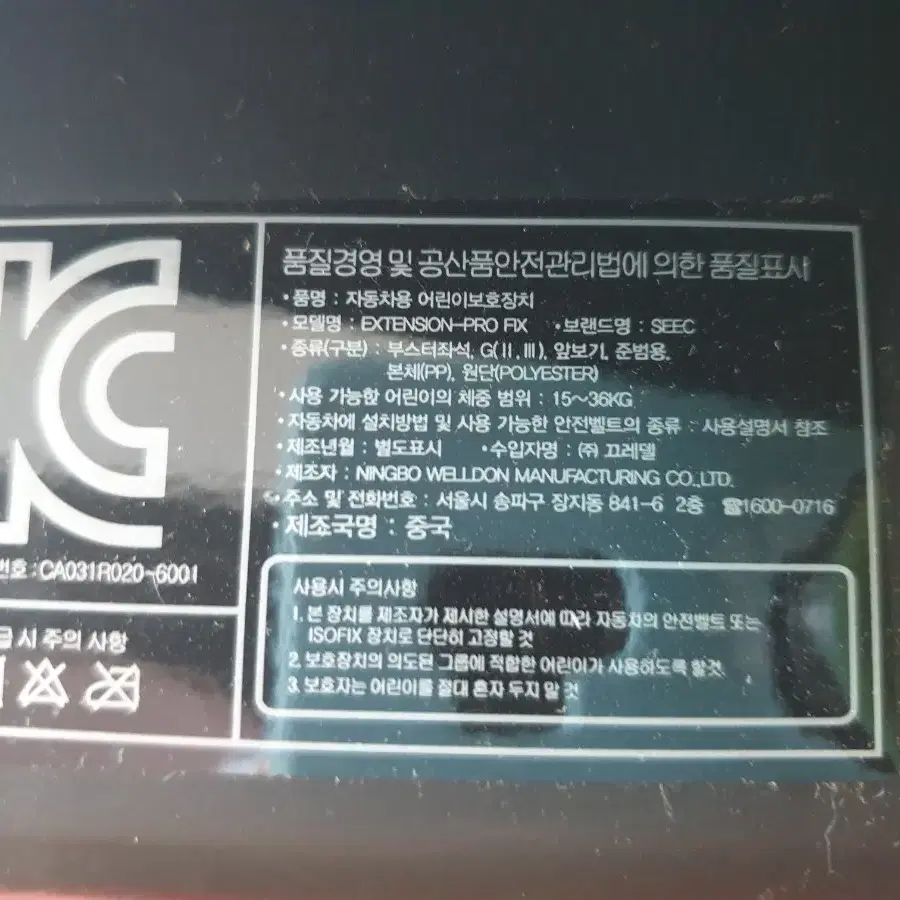 품질경영 및 공산품안전관리법에 의한 품질표시
•품명 : 자동차용 어린이보호장치
•모델명 : EXTENSION-PRO FIX •브랜드명 : SEEC
•종류(구분) : 부스터좌석, G(II, III), 앞보기, 준범용,
본체(PP), 원단(POLYESTER)
•사용 가능한 어린이의 체중 범위 : 15~36KG
•자동차에 설치방법 및 사용 가능한 안전벨트의 종류 : 사용설명서 참조
•제조년월 : 별도표시 •수입자명 : (주) 끄레델
•제조자 : NINGBO WELLDON MANUFACTURING CO.,LTD.
•주소 및 전화번호 : 서울시 송파구 장지동 841-6 2층 ☎1600-0716
•제조국명 : 중국
번호 : CA031R020-6001
급 시 주의 사항
사용시 주의사항
1. 본 장치를 제조자가 제시한 설명서에 따라 자동차의 안전벨트 또는
ISOFIX 장치로 단단히 고정할 것
2. 보호장치의 의도된 그룹에 적합한 어린이가 사용하도록 할것.
3. 보호자는 어린이를 절대 혼자 두지 말 것